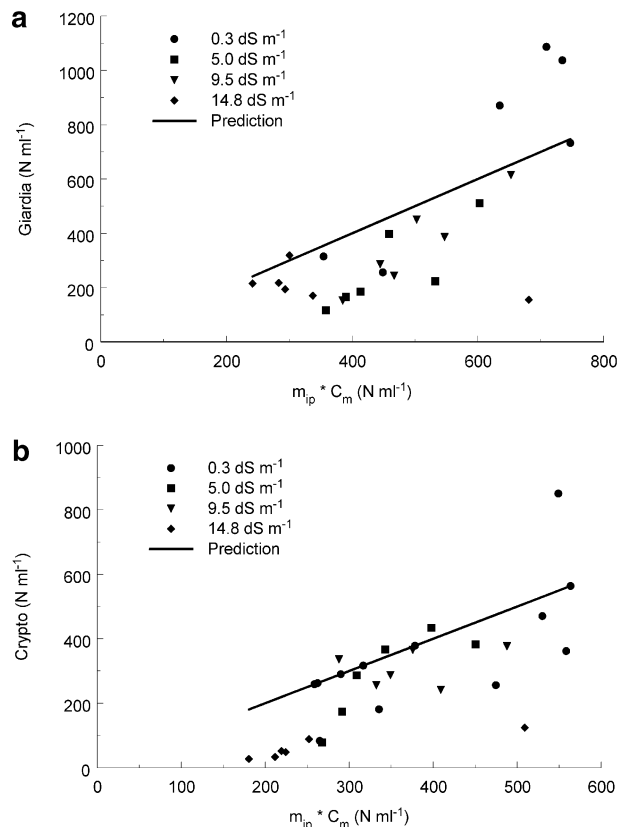 a
1200
1000
800
600
400
200
0
Giardia (N ml⁻¹)
0.3 dS m⁻¹
5.0 dS m⁻¹
9.5 dS m⁻¹
14.8 dS m⁻¹
Prediction
0 200 400 600 800
mᵢₚ * Cₘ (N ml⁻¹)
b
1000
800
600
400
200
0
Crypto (N ml⁻¹)
0.3 dS m⁻¹
5.0 dS m⁻¹
9.5 dS m⁻¹
14.8 dS m⁻¹
Prediction
0 100 200 300 400 500 600
mᵢₚ * Cₘ (N ml⁻¹)